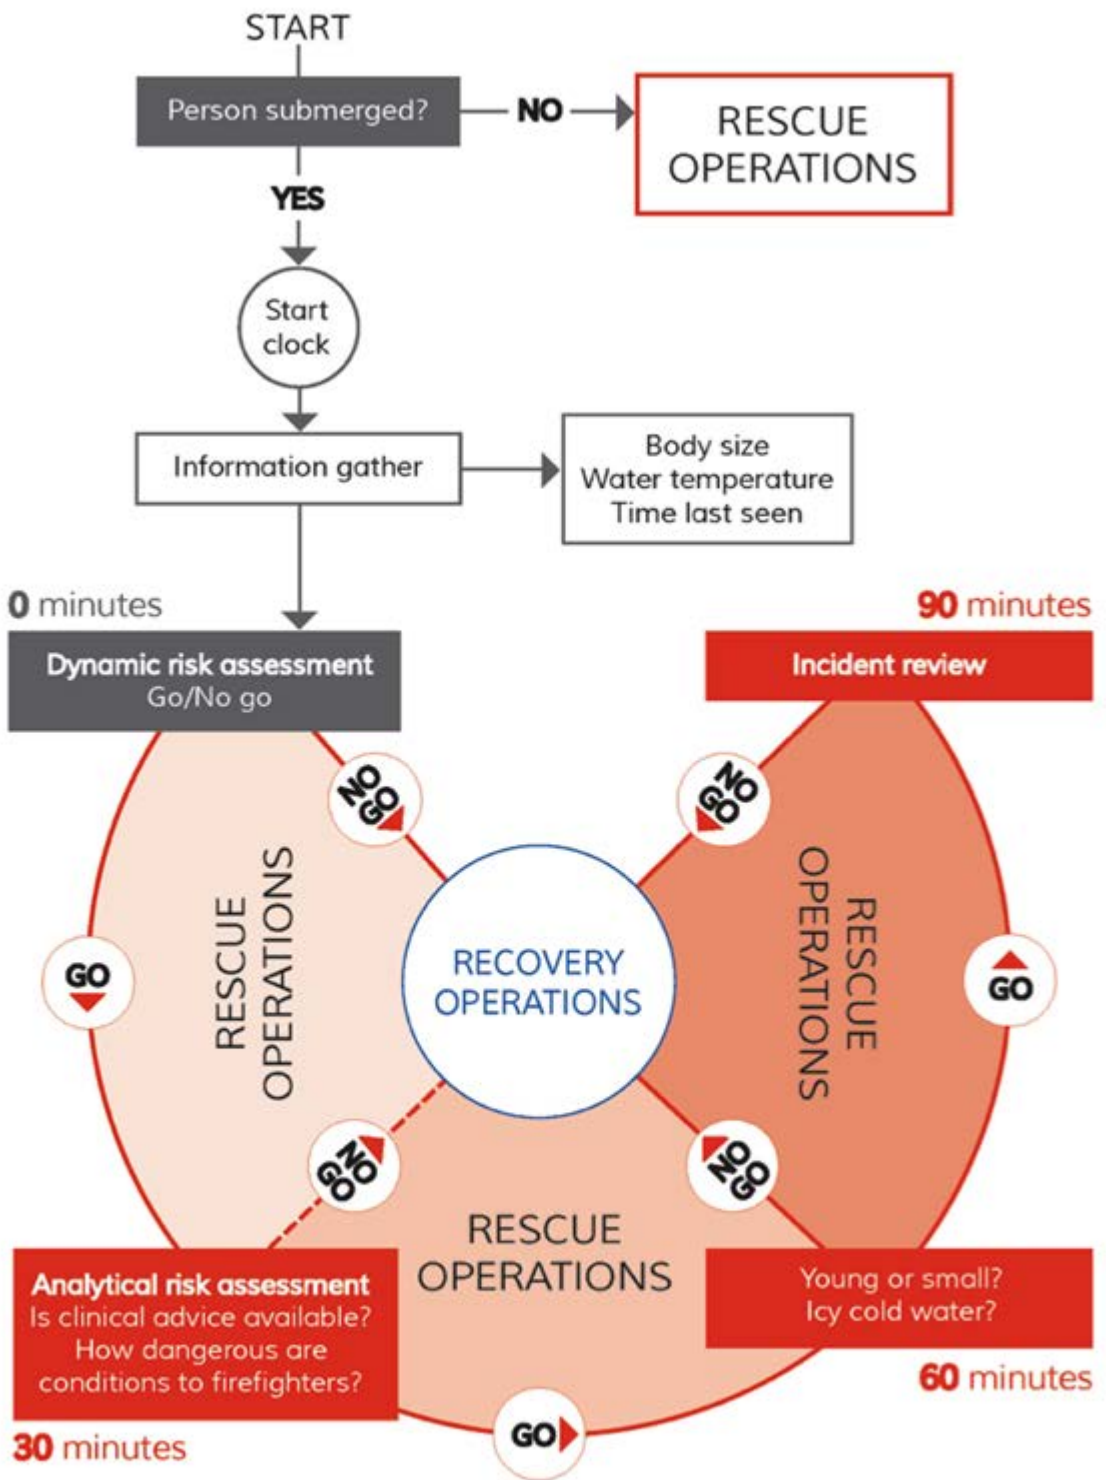 START
Person submerged?
NO
RESCUE
OPERATIONS
YES
Start
clock
Information gather
Body size
Water temperature
Time last seen
0 minutes
Dynamic risk assessment
Go/No go
90 minutes
Incident review
NO
GO
NO
GO
RESCUE
OPERATIONS
RESCUE
OPERATIONS
GO
RECOVERY
OPERATIONS
GO
NO
GO
NO
GO
RESCUE
OPERATIONS
Analytical risk assessment
Is clinical advice available?
How dangerous are
conditions to firefighters?
30 minutes
Young or small?
Icy cold water?
60 minutes
GO